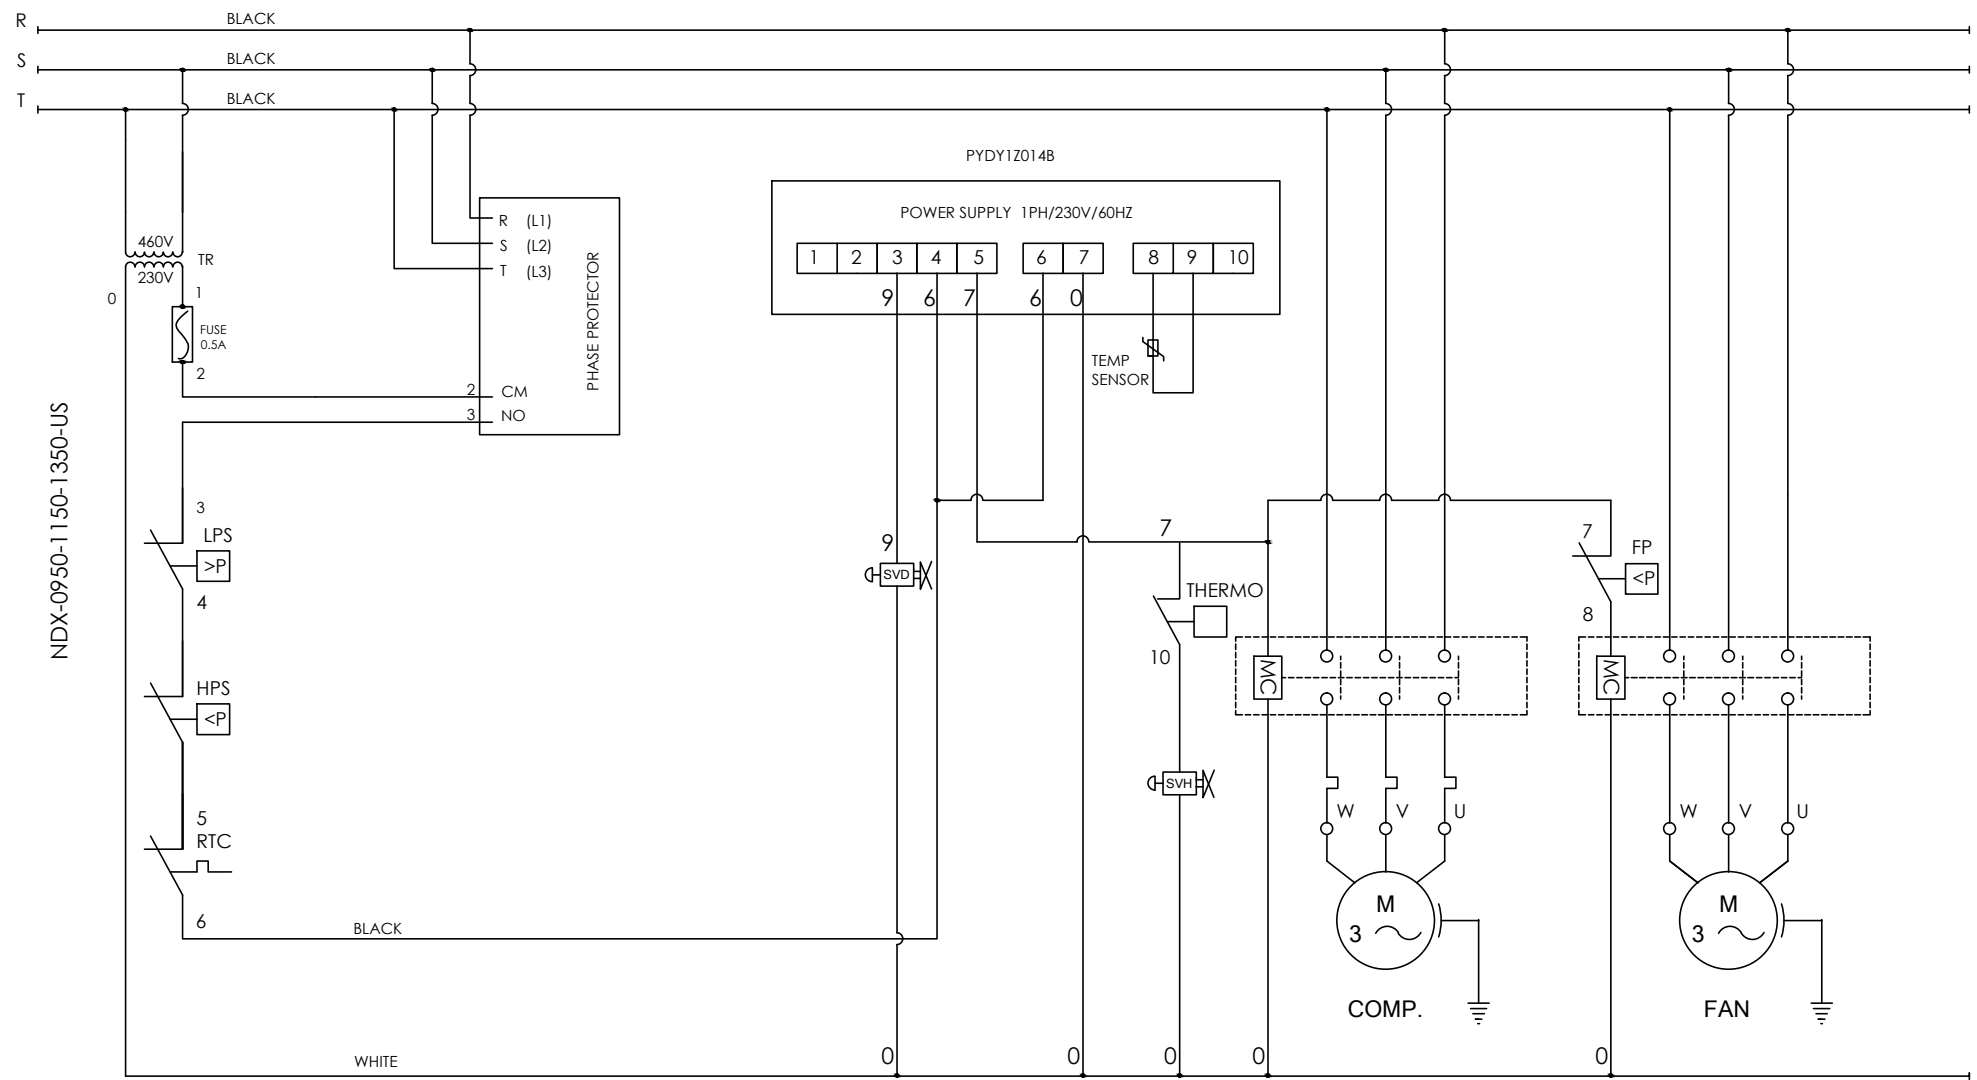 R BLACK
S BLACK
T BLACK
PYDY1Z014B
POWER SUPPLY 1PH/230V/60HZ
1 2 3 4 5 6 7 8 9 10
9 6 7 6 0
TEMP
SENSOR
460V
230V
TR
0
1
FUSE
0.5A
2
R (L1)
S (L2)
T (L3)
PHASE PROTECTOR
2 CM
3 NO
NDX-0950-1150-1350-US
3
LPS
>P
4
HPS
<P
5
RTC
6
BLACK
9
SVD
7
THERMO
10
SVH
7
FP
<P
8
MC
MC
W V U
W V U
M
3
M
3
COMP.
FAN
WHITE
0 0 0 0 0